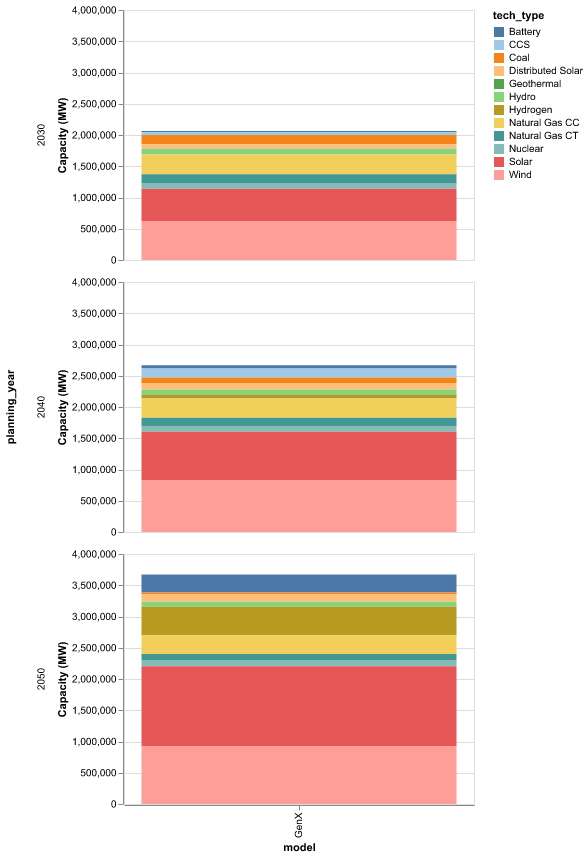 tech_type
Battery
CCS
Coal
Distributed Solar
Geothermal
Hydro
Hydrogen
Natural Gas CC
Natural Gas CT
Nuclear
Solar
Wind
planning_year
2030
Capacity (MW)
4,000,000
3,500,000
3,000,000
2,500,000
2,000,000
1,500,000
1,000,000
500,000
0
2040
Capacity (MW)
4,000,000
3,500,000
3,000,000
2,500,000
2,000,000
1,500,000
1,000,000
500,000
0
2050
Capacity (MW)
4,000,000
3,500,000
3,000,000
2,500,000
2,000,000
1,500,000
1,000,000
500,000
0
GenX
model